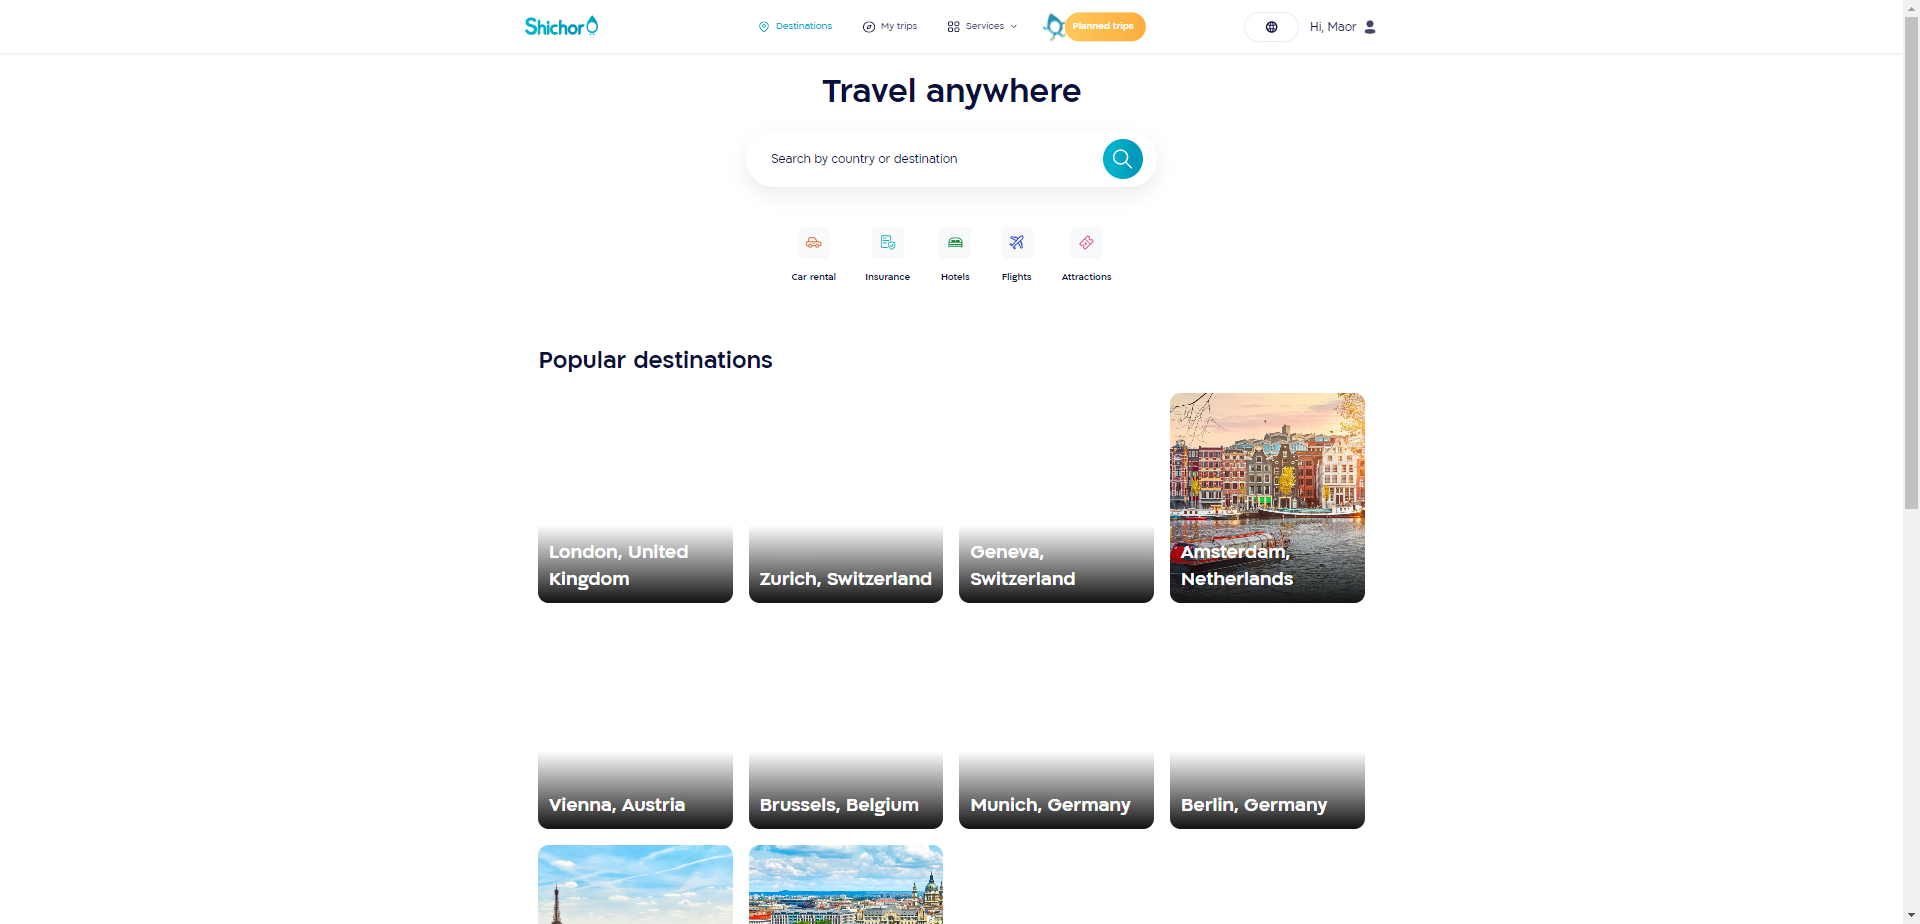 Shichor
Destinations
My trips
Services
Planned trips
Hi, Maor
Travel anywhere
Search by country or destination
Car rental
Insurance
Hotels
Flights
Attractions
Popular destinations
London, United
Kingdom
Zurich, Switzerland
Geneva,
Switzerland
Amsterdam,
Netherlands
Vienna, Austria
Brussels, Belgium
Munich, Germany
Berlin, Germany